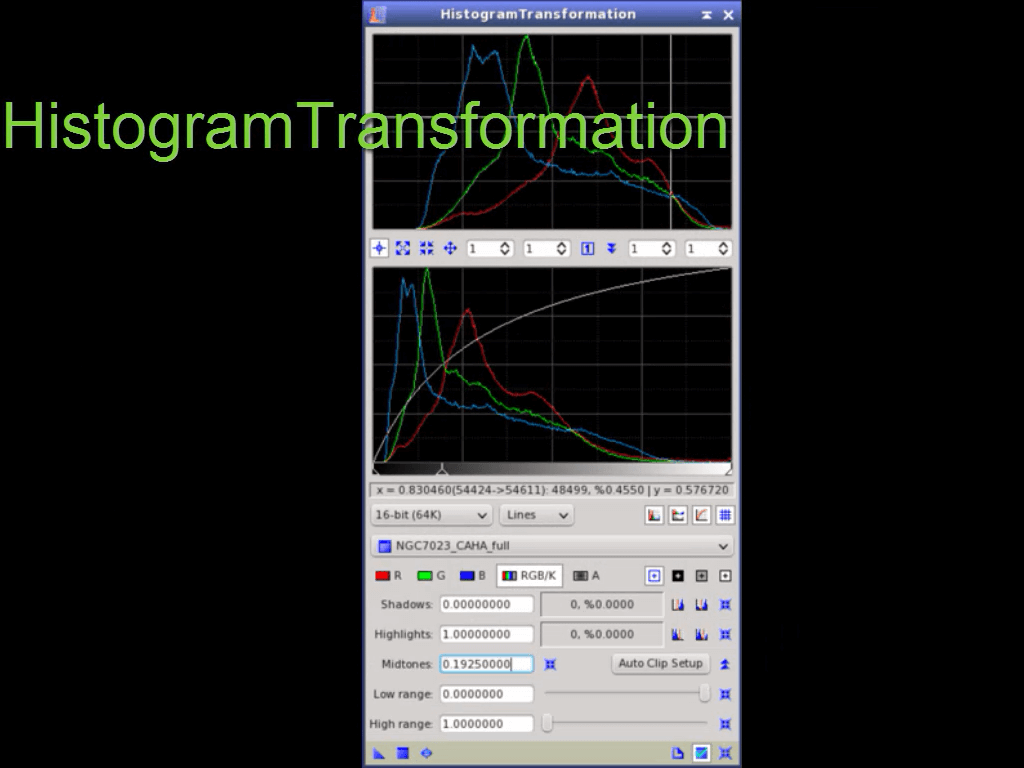 HistogramTransformation
HistogramTransformation
1 1 1 1 1
x = 0.830460(54424->54611): 48499, %0.4550 | y = 0.576720
16-bit (64K) Lines
NGC7023_CAHA_full
R G B RGB/K A
Shadows: 0.00000000 0, %0.0000
Highlights: 1.00000000 0, %0.0000
Midtones: 0.19250000 Auto Clip Setup
Low range: 0.0000000
High range: 1.0000000